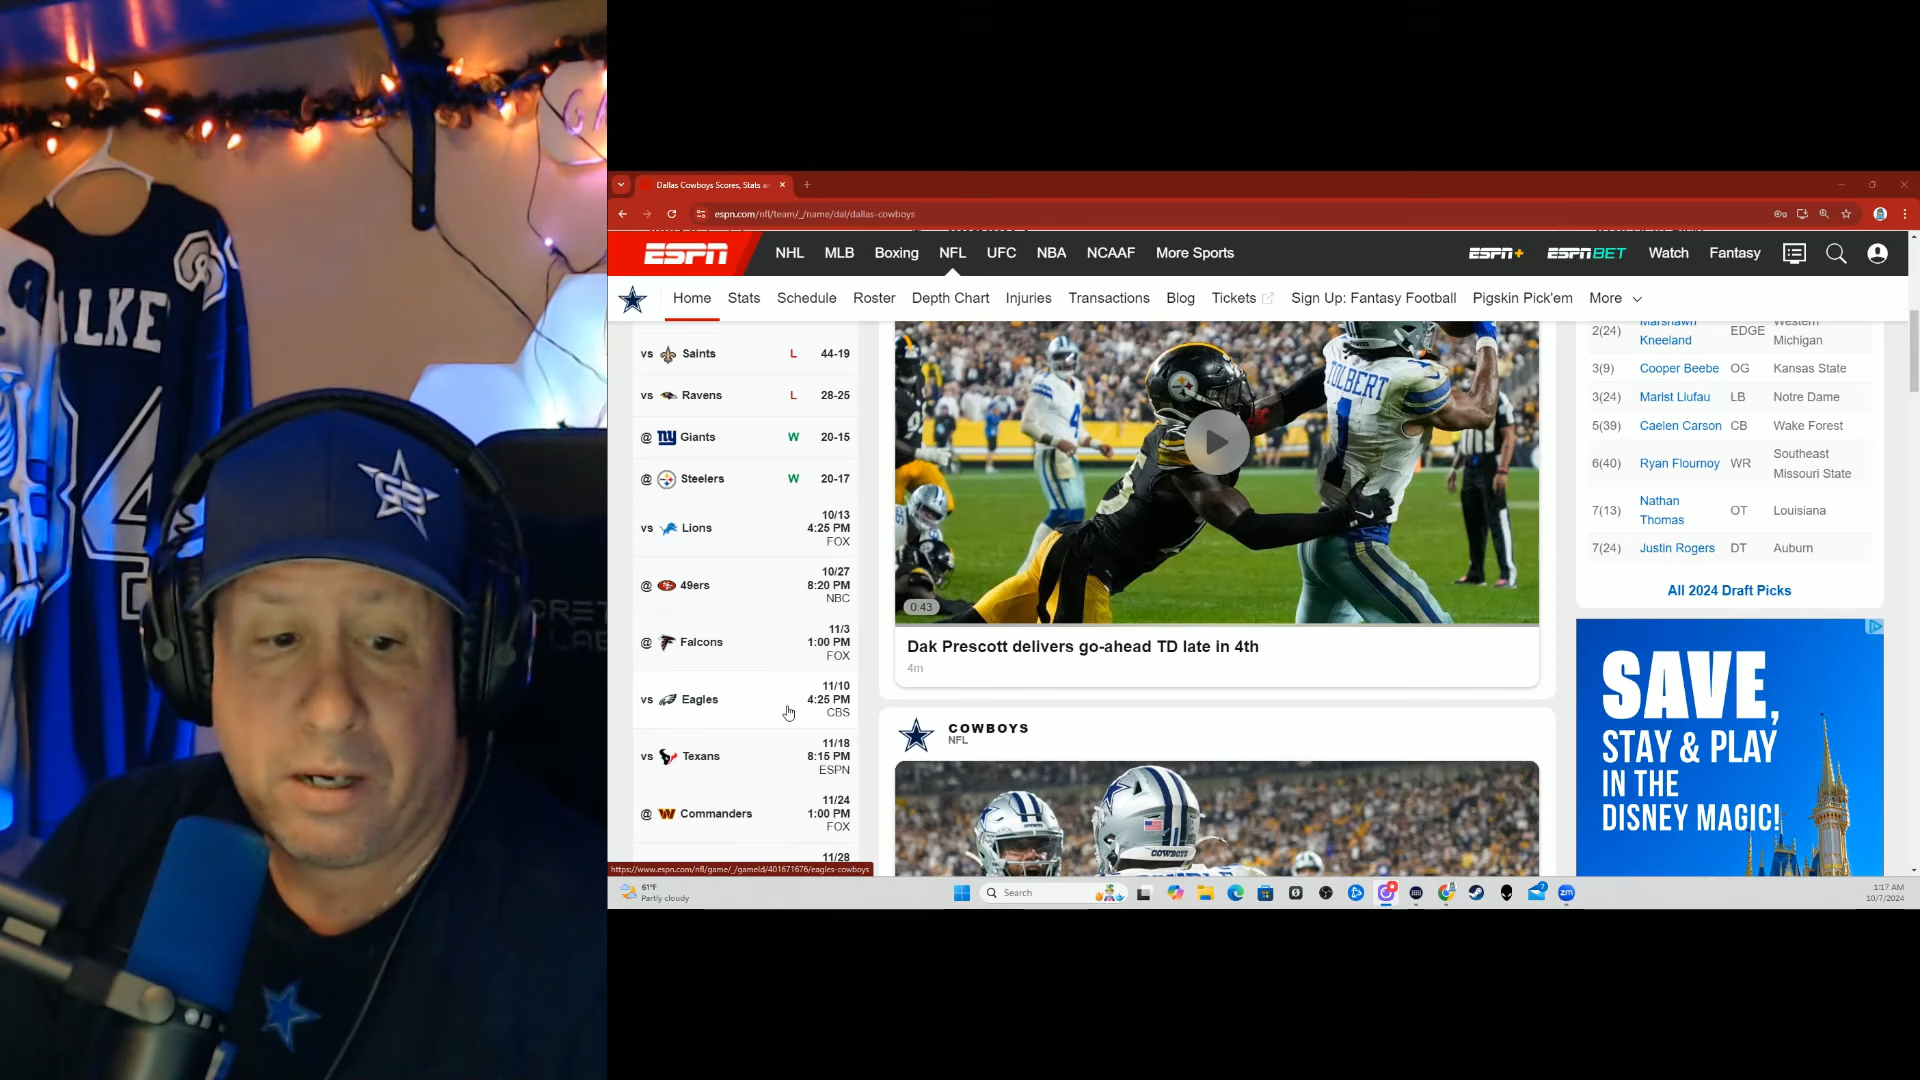 LKE
Dallas Cowboys Scores, Stats a
espn.com/nfl/team/_/name/dal/dallas-cowboys
ESPN
NHL MLB Boxing NFL UFC NBA NCAAF More Sports
ESPN+ ESPN BET Watch Fantasy
Home Stats Schedule Roster Depth Chart Injuries Transactions Blog Tickets Sign Up: Fantasy Football Pigskin Pick'em More
vs Saints L 44-19
vs Ravens L 28-25
@ Giants W 20-15
@ Steelers W 20-17
10/13
vs Lions 4:25 PM
FOX
10/27
@ 49ers 8:20 PM
NBC
11/3
@ Falcons 1:00 PM
FOX
11/10
vs Eagles 4:25 PM
CBS
11/18
vs Texans 8:15 PM
ESPN
11/24
@ Commanders 1:00 PM
FOX
11/28
https://www.espn.com/nfl/game/_/gameId/401671676/eagles-cowboys
TOLBERT
1
0:43
Dak Prescott delivers go-ahead TD late in 4th
4m
COWBOYS
NFL
COWBOYS
2(24) Marshawn Kneeland EDGE Western Michigan
3(9) Cooper Beebe OG Kansas State
3(24) Marist Liufau LB Notre Dame
5(39) Caelen Carson CB Wake Forest
6(40) Ryan Flournoy WR Southeast Missouri State
7(13) Nathan Thomas OT Louisiana
7(24) Justin Rogers DT Auburn
All 2024 Draft Picks
SAVE,
STAY & PLAY
IN THE
DISNEY MAGIC!
61°F
Partly cloudy
Search
1:17 AM
10/7/2024